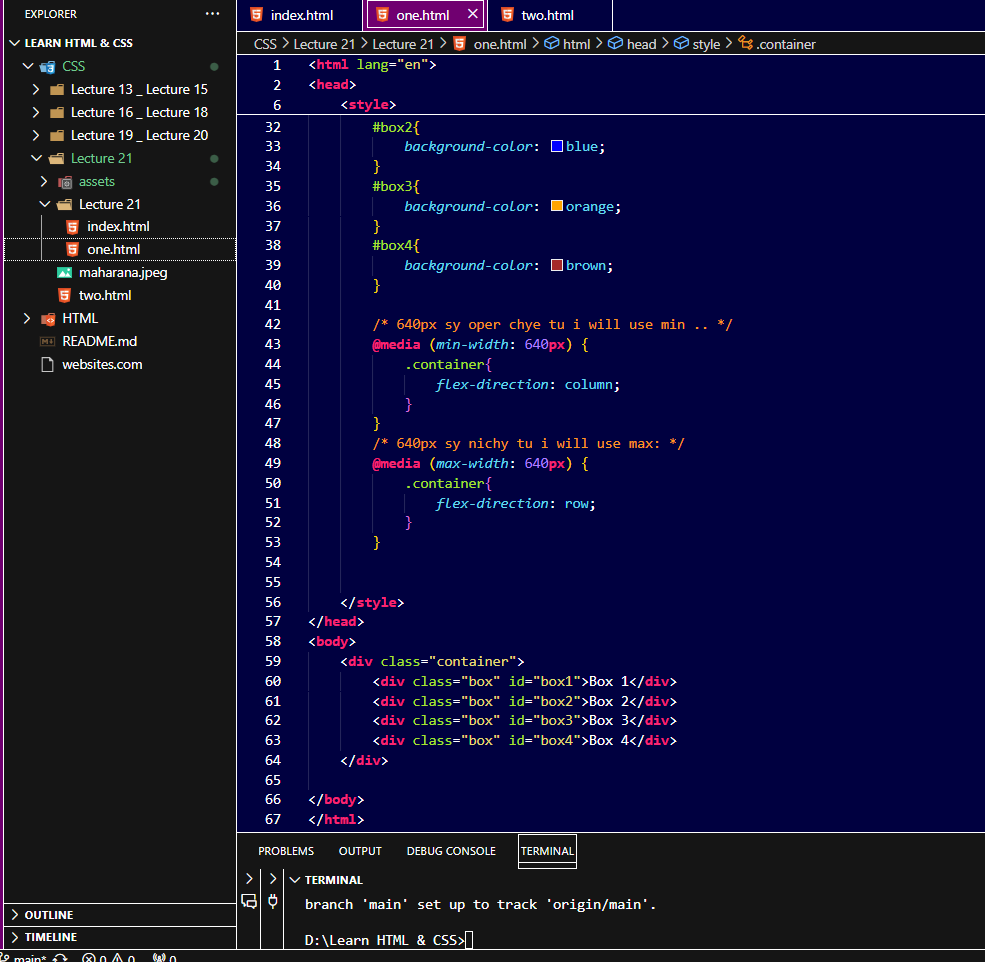 EXPLORER ...
LEARN HTML & CSS
CSS
Lecture 13 _ Lecture 15
Lecture 16 _ Lecture 18
Lecture 19 _ Lecture 20
Lecture 21
assets
Lecture 21
index.html
one.html
maharana.jpeg
two.html
HTML
README.md
websites.com
OUTLINE
TIMELINE
index.html one.html two.html
CSS > Lecture 21 > Lecture 21 > one.html > html > head > style > .container
1 <html lang="en">
2 <head>
6 <style>
32 #box2{
33 background-color: blue;
34 }
35 #box3{
36 background-color: orange;
37 }
38 #box4{
39 background-color: brown;
40 }
41
42 /* 640px sy oper chye tu i will use min .. */
43 @media (min-width: 640px) {
44 .container{
45 flex-direction: column;
46 }
47 }
48 /* 640px sy nichy tu i will use max: */
49 @media (max-width: 640px) {
50 .container{
51 flex-direction: row;
52 }
53 }
54
55
56 </style>
57 </head>
58 <body>
59 <div class="container">
60 <div class="box" id="box1">Box 1</div>
61 <div class="box" id="box2">Box 2</div>
62 <div class="box" id="box3">Box 3</div>
63 <div class="box" id="box4">Box 4</div>
64 </div>
65
66 </body>
67 </html>
PROBLEMS OUTPUT DEBUG CONSOLE TERMINAL
TERMINAL
branch 'main' set up to track 'origin/main'.
D:\Learn HTML & CSS>
main* 0 0 0